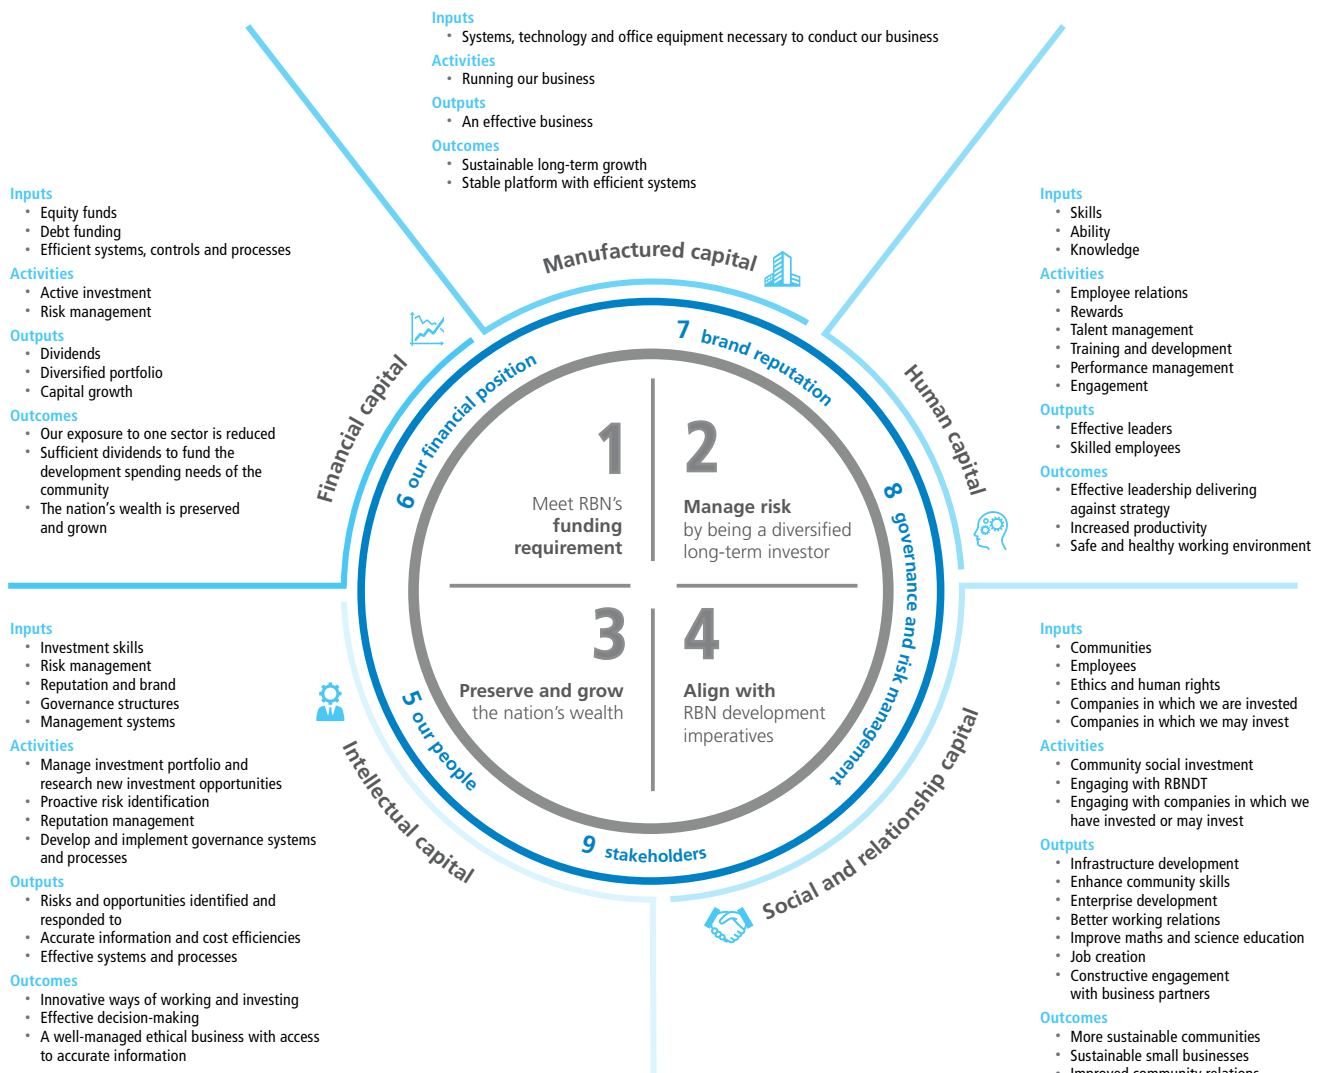 Inputs
• Systems, technology and office equipment necessary to conduct our business
Activities
• Running our business
Outputs
• An effective business
Outcomes
• Sustainable long-term growth
• Stable platform with efficient systems
Inputs
• Equity funds
• Debt funding
• Efficient systems, controls and processes
Activities
• Active investment
• Risk management
Outputs
• Dividends
• Diversified portfolio
• Capital growth
Outcomes
• Our exposure to one sector is reduced
• Sufficient dividends to fund the
development spending needs of the
community
• The nation's wealth is preserved
and grown
Inputs
• Skills
• Ability
• Knowledge
Activities
• Employee relations
• Rewards
• Talent management
• Training and development
• Performance management
• Engagement
Outputs
• Effective leaders
• Skilled employees
Outcomes
• Effective leadership delivering
against strategy
• Increased productivity
• Safe and healthy working environment
Manufactured capital
Financial capital
Human capital
Intellectual capital
Social and relationship capital
7 brand reputation
6 our financial position
8 governance and risk management
5 our people
9 stakeholders
1
Meet RBN's
funding
requirement
2
Manage risk
by being a diversified
long-term investor
3
Preserve and grow
the nation's wealth
4
Align with
RBN development
imperatives
Inputs
• Investment skills
• Risk management
• Reputation and brand
• Governance structures
• Management systems
Activities
• Manage investment portfolio and
research new investment opportunities
• Proactive risk identification
• Reputation management
• Develop and implement governance systems
and processes
Outputs
• Risks and opportunities identified and
responded to
• Accurate information and cost efficiencies
• Effective systems and processes
Outcomes
• Innovative ways of working and investing
• Effective decision-making
• A well-managed ethical business with access
to accurate information
Inputs
• Communities
• Employees
• Ethics and human rights
• Companies in which we are invested
• Companies in which we may invest
Activities
• Community social investment
• Engaging with RBNDT
• Engaging with companies in which we
have invested or may invest
Outputs
• Infrastructure development
• Enhance community skills
• Enterprise development
• Better working relations
• Improve maths and science education
• Job creation
• Constructive engagement
with business partners
Outcomes
• More sustainable communities
• Sustainable small businesses
• Improved community relations